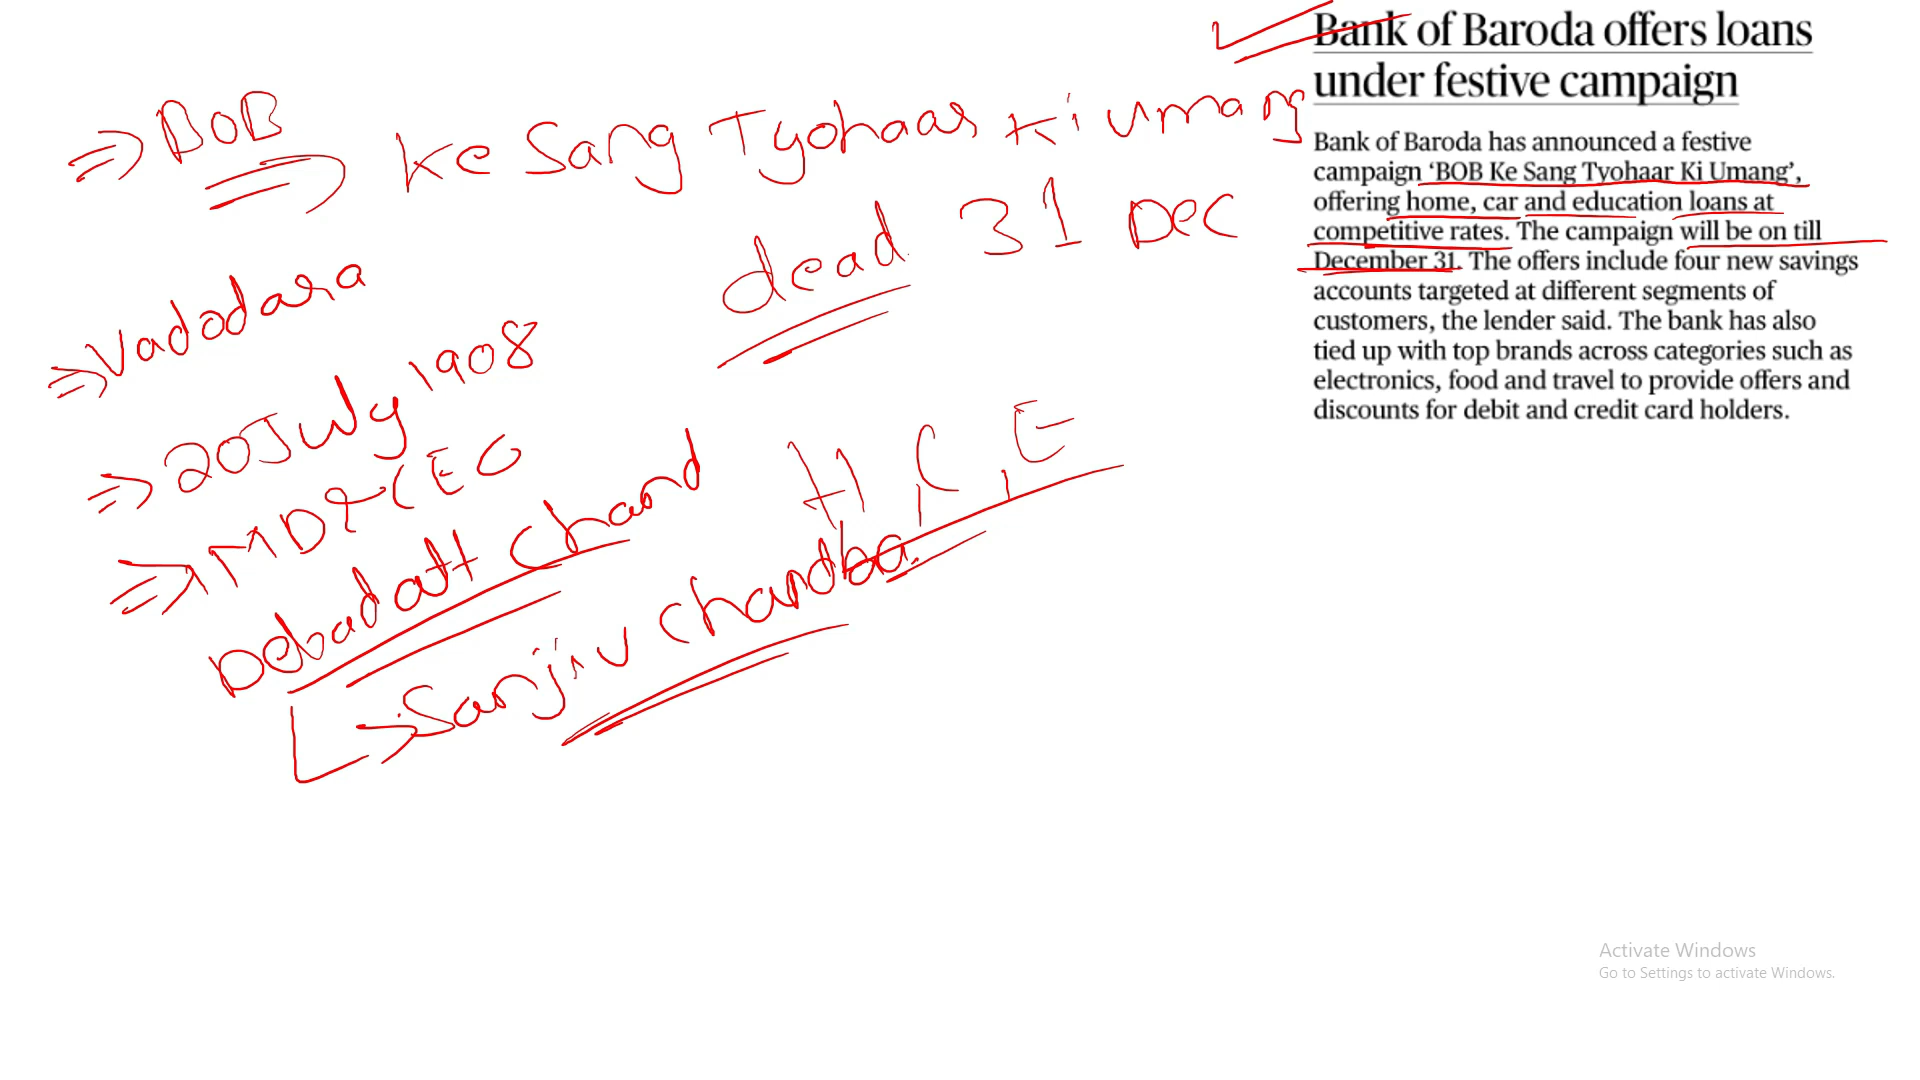 Bank of Baroda offers loans
under festive campaign
Bank of Baroda has announced a festive
campaign ‘BOB Ke Sang Tyohaar Ki Umang’,
offering home, car and education loans at
competitive rates. The campaign will be on till
December 31. The offers include four new savings
accounts targeted at different segments of
customers, the lender said. The bank has also
tied up with top brands across categories such as
electronics, food and travel to provide offers and
discounts for debit and credit card holders.
⇒ BOB Ke Sang Tyohaar Ki Umang
dead 31 Dec
⇒ Vadodara
⇒ 20 July 1908
H, C, E
⇒ MD & CEO
Debadatt Chand
Sanjiv Chandha
Activate Windows
Go to Settings to activate Windows.